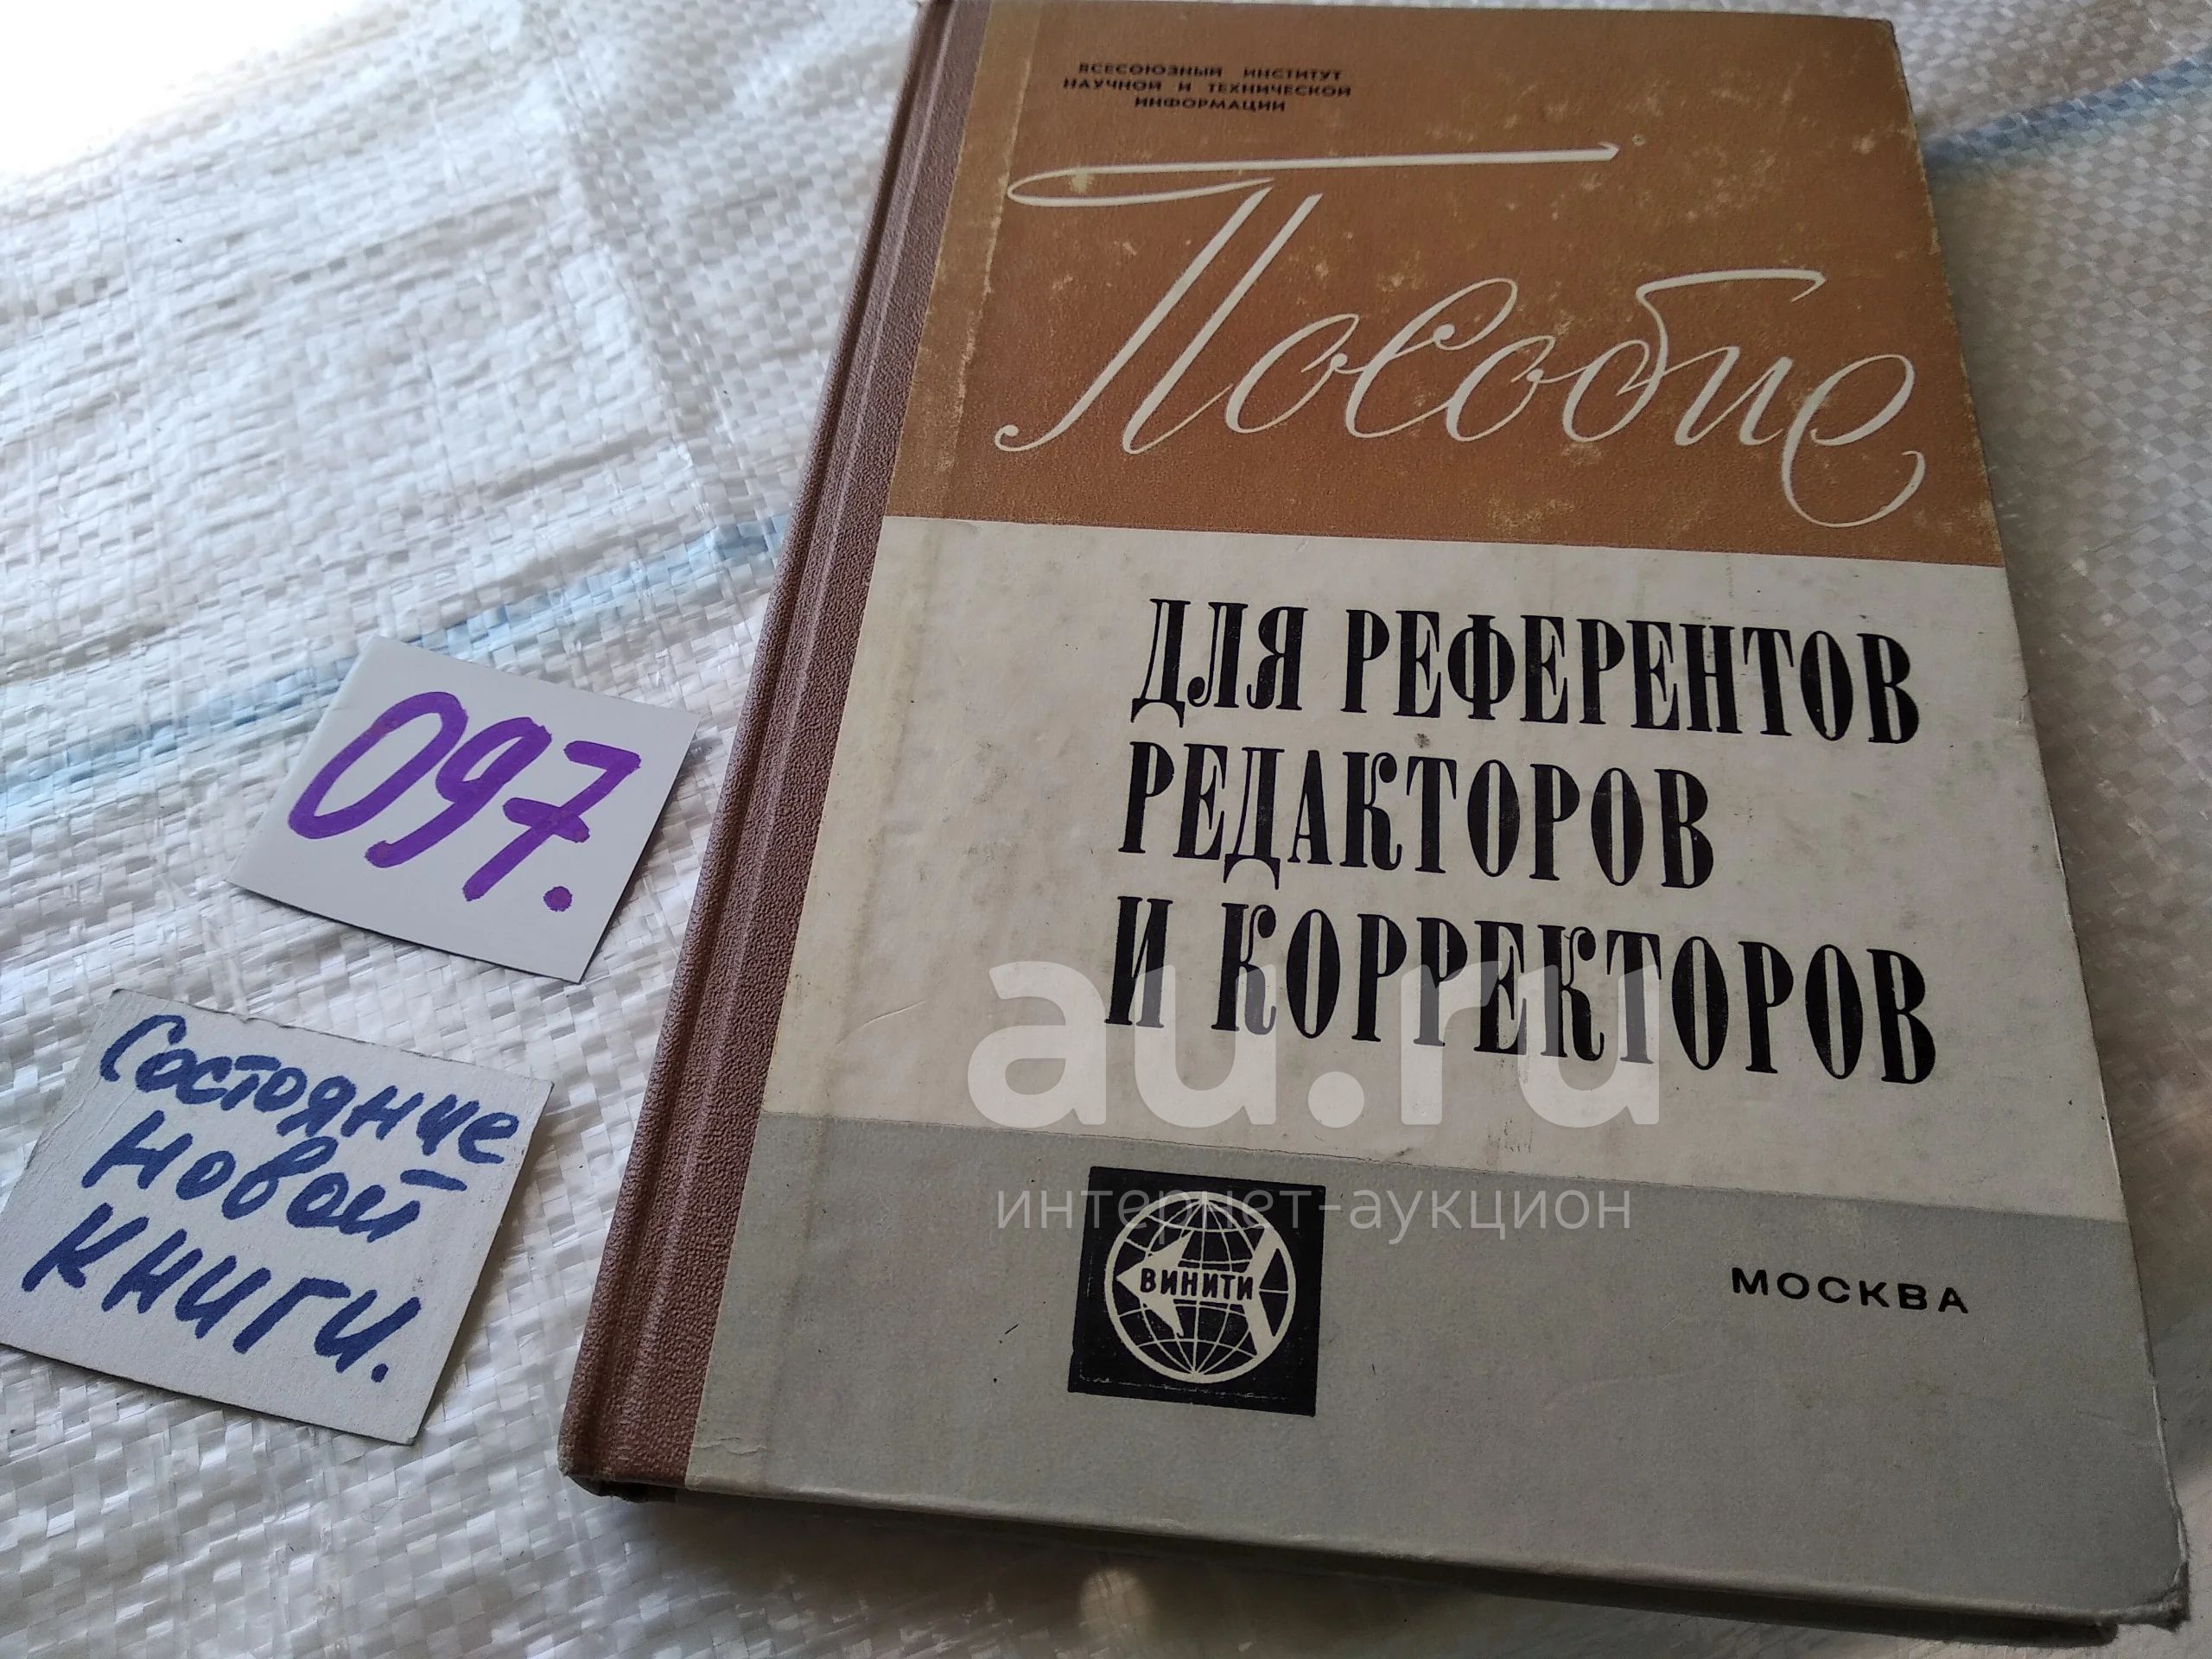 ВСЕСОЮЗНЫЙ ИНСТИТУТ
НАУЧНОЙ И ТЕХНИЧЕСКОЙ
ИНФОРМАЦИИ
Пособие
ДЛЯ РЕФЕРЕНТОВ
РЕДАКТОРОВ
И КОРРЕКТОРОВ
ВИНИТИ
МОСКВА
097.
Состояние
новой
книги.
au.ru
интернет-аукцион